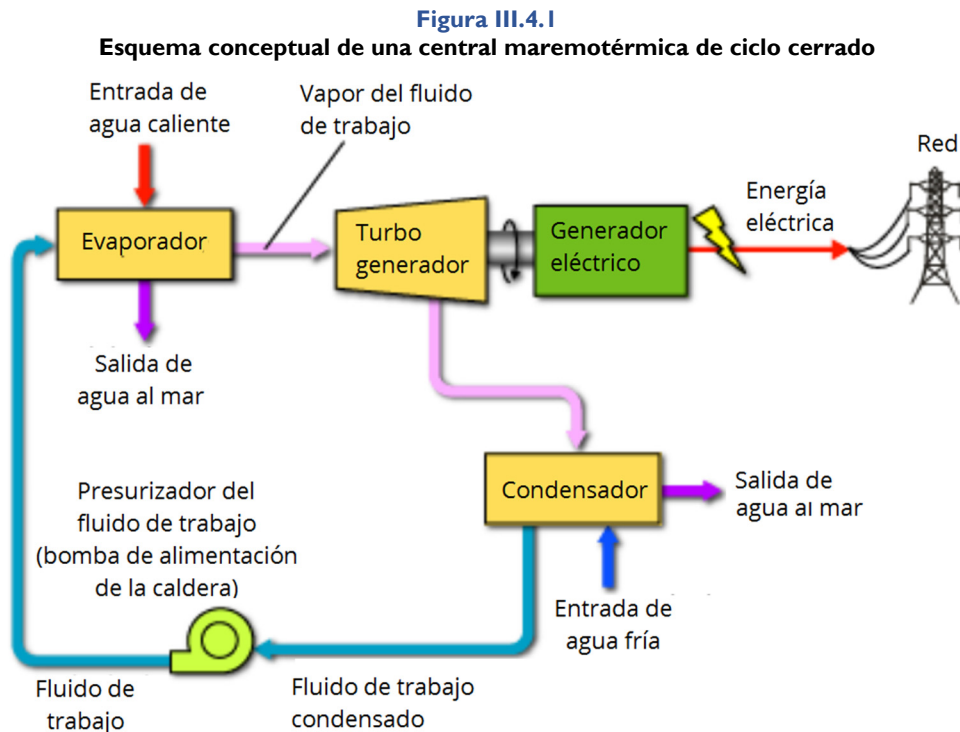 Figura III.4.1
Esquema conceptual de una central maremotérmica de ciclo cerrado
Entrada de
agua caliente
Vapor del fluido
de trabajo
Red
Energía
eléctrica
Evaporador
Turbo
generador
Generador
eléctrico
Salida de
agua al mar
Condensador
Salida de
agua al mar
Presurizador del
fluido de trabajo
(bomba de alimentación
de la caldera)
Entrada de
agua fría
Fluido de
trabajo
Fluido de trabajo
condensado